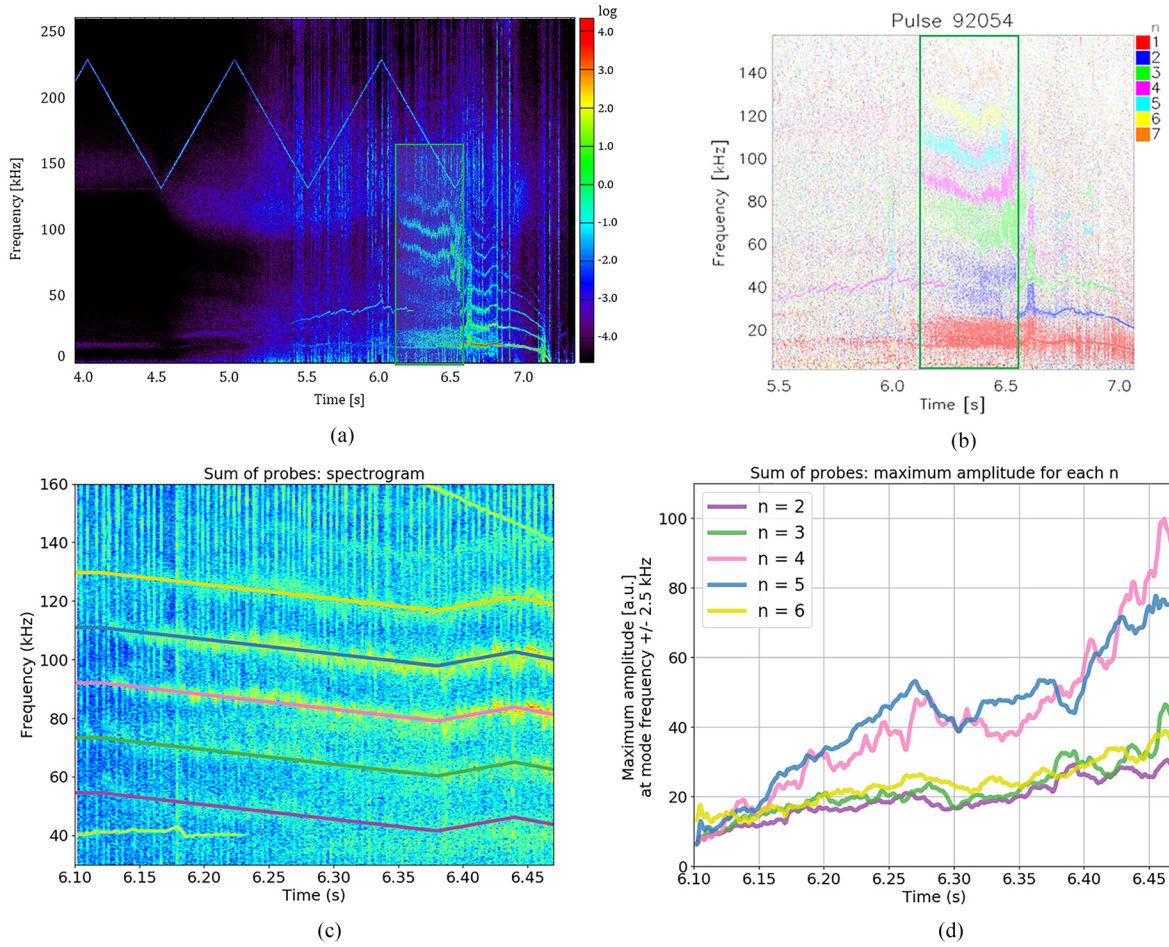 log
250
200
150
100
50
0
Frequency [kHz]
4.0
3.0
2.0
1.0
0.0
-1.0
-2.0
-3.0
-4.0
4.0 4.5 5.0 5.5 6.0 6.5 7.0
Time [s]
(a)
Pulse 92054
n
1
2
3
4
5
6
7
140
120
100
80
60
40
20
Frequency [kHz]
5.5 6.0 6.5 7.0
Time [s]
(b)
Sum of probes: spectrogram
160
140
120
100
80
60
40
Frequency (kHz)
6.10 6.15 6.20 6.25 6.30 6.35 6.40 6.45
Time (s)
(c)
Sum of probes: maximum amplitude for each n
n = 2
n = 3
n = 4
n = 5
n = 6
100
80
60
40
20
0
Maximum amplitude [a.u.]
at mode frequency +/- 2.5 kHz
6.10 6.15 6.20 6.25 6.30 6.35 6.40 6.45
Time (s)
(d)